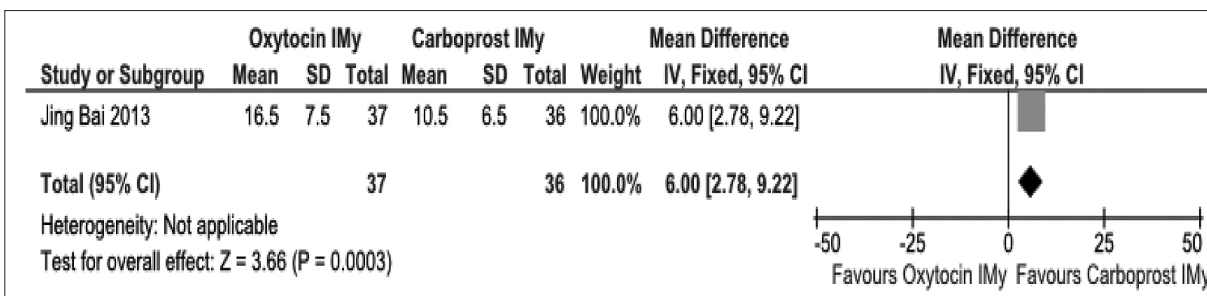 Oxytocin IMy Carboprost IMy Mean Difference Mean Difference
Study or Subgroup Mean SD Total Mean SD Total Weight IV, Fixed, 95% CI IV, Fixed, 95% CI
Jing Bai 2013 16.5 7.5 37 10.5 6.5 36 100.0% 6.00 [2.78, 9.22]
Total (95% CI) 37 36 100.0% 6.00 [2.78, 9.22]
Heterogeneity: Not applicable
Test for overall effect: Z = 3.66 (P = 0.0003)
-50 -25 0 25 50
Favours Oxytocin IMy Favours Carboprost IMy